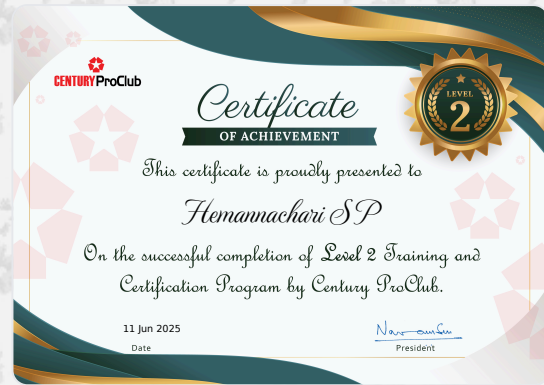 CENTURY ProClub
LEVEL
2
Certificate
OF ACHIEVEMENT
This certificate is proudly presented to
Hemannachari S P
On the successful completion of Level 2 Training and
Certification Program by Century ProClub.
11 Jun 2025
Date
President